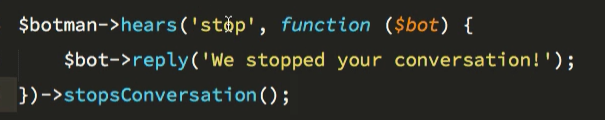 $botman->hears('stop', function ($bot) {
    $bot->reply('We stopped your conversation!');
})->stopsConversation();